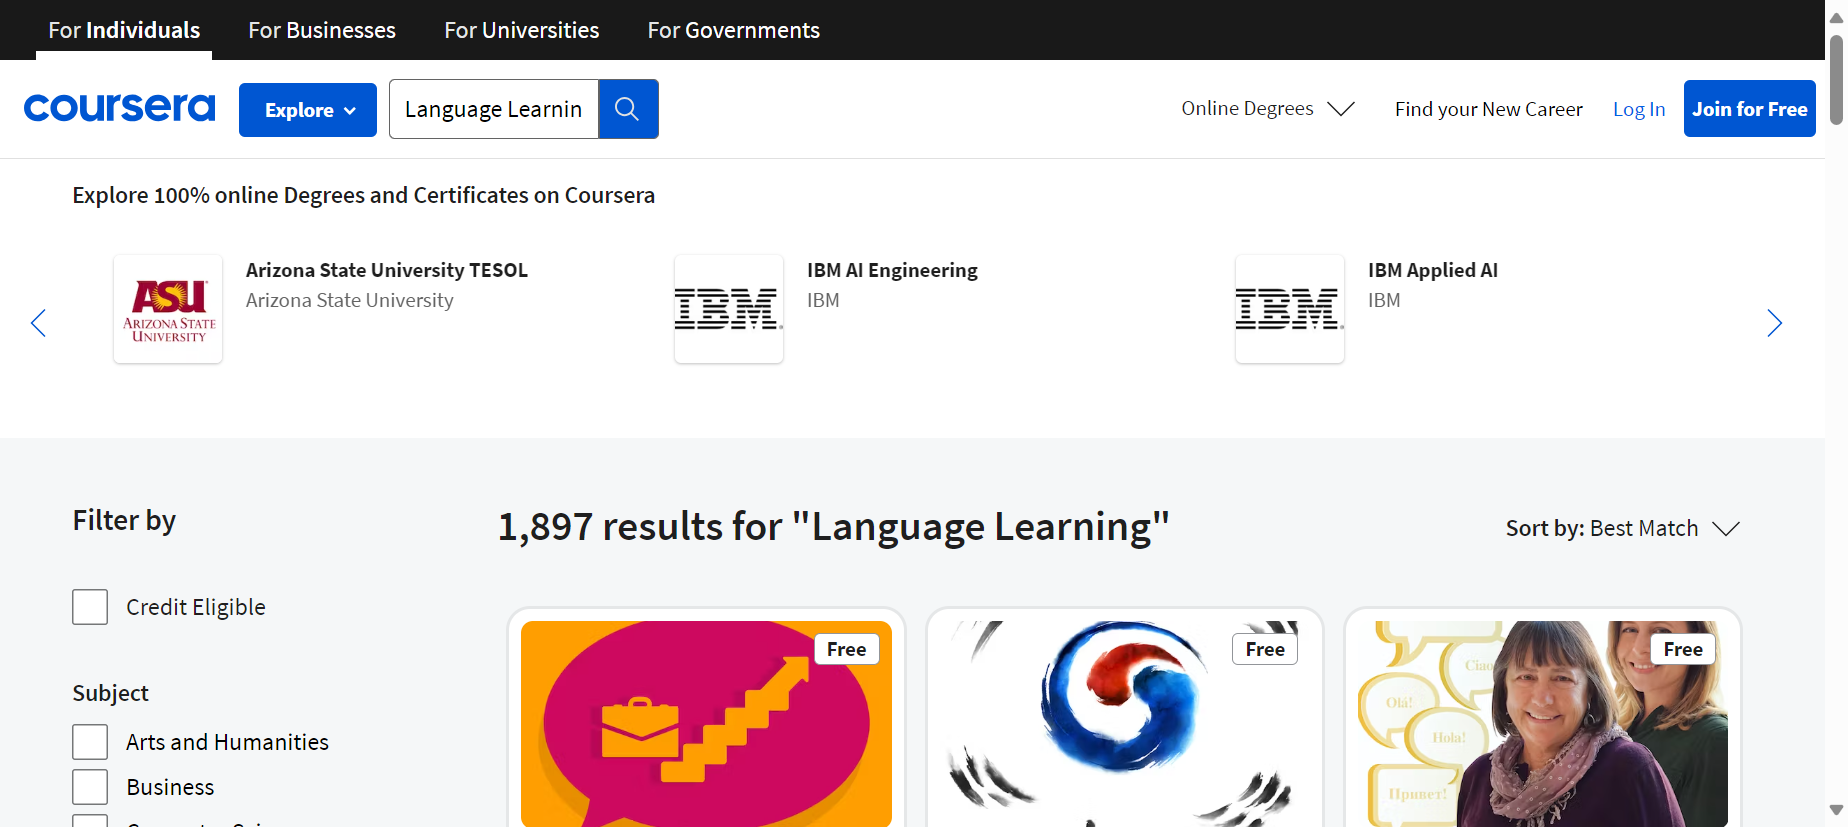 For Individuals
For Businesses
For Universities
For Governments
coursera
Explore
Language Learnin
Online Degrees
Find your New Career
Log In
Join for Free
Explore 100% online Degrees and Certificates on Coursera
ASU
ARIZONA STATE
UNIVERSITY
Arizona State University TESOL
Arizona State University
IBM
IBM AI Engineering
IBM
IBM
IBM Applied AI
IBM
Filter by
1,897 results for "Language Learning"
Sort by: Best Match
Credit Eligible
Subject
Arts and Humanities
Business
Free
Free
Free
Ciao
Olá!
Hola!
Привет!